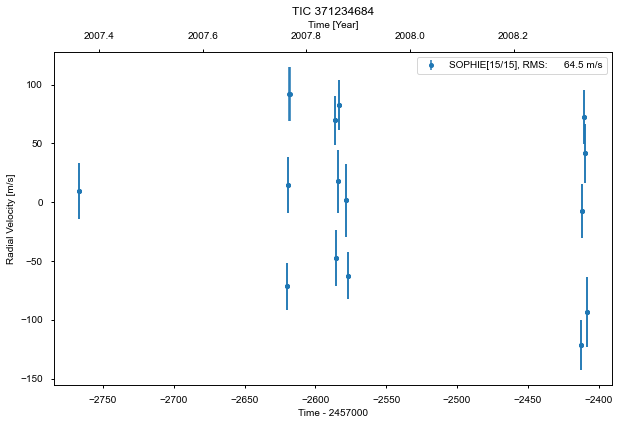 TIC 371234684
Time [Year]
2007.4 2007.6 2007.8 2008.0 2008.2
SOPHIE[15/15], RMS: 64.5 m/s
Radial Velocity [m/s]
100
50
0
−50
−100
−150
−2750 −2700 −2650 −2600 −2550 −2500 −2450 −2400
Time - 2457000